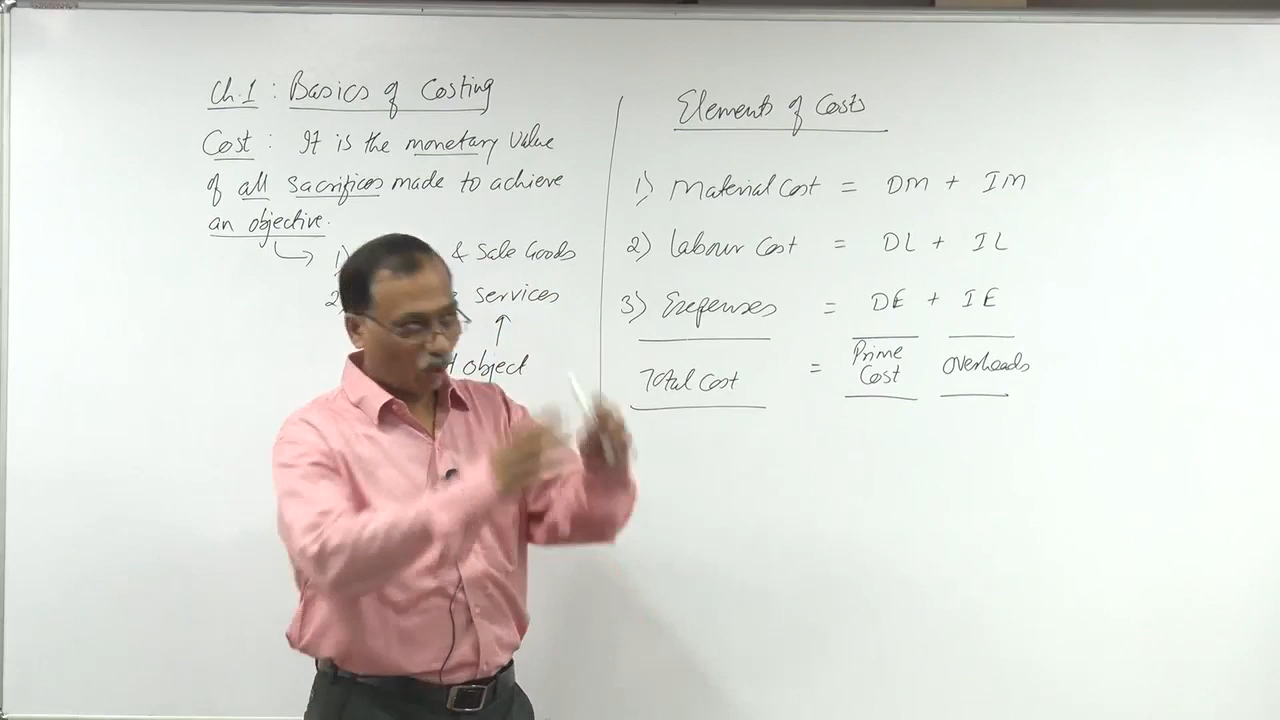 Ch.1 : Basics of Costing
Cost : It is the monetary value
of all sacrifices made to achieve
an objective.
1) & Sale Goods
2) services
object
Elements of Costs
1) Material Cost = DM + IM
2) Labour Cost = DL + IL
3) Expenses = DE + IE
Total Cost = Prime Cost Overheads